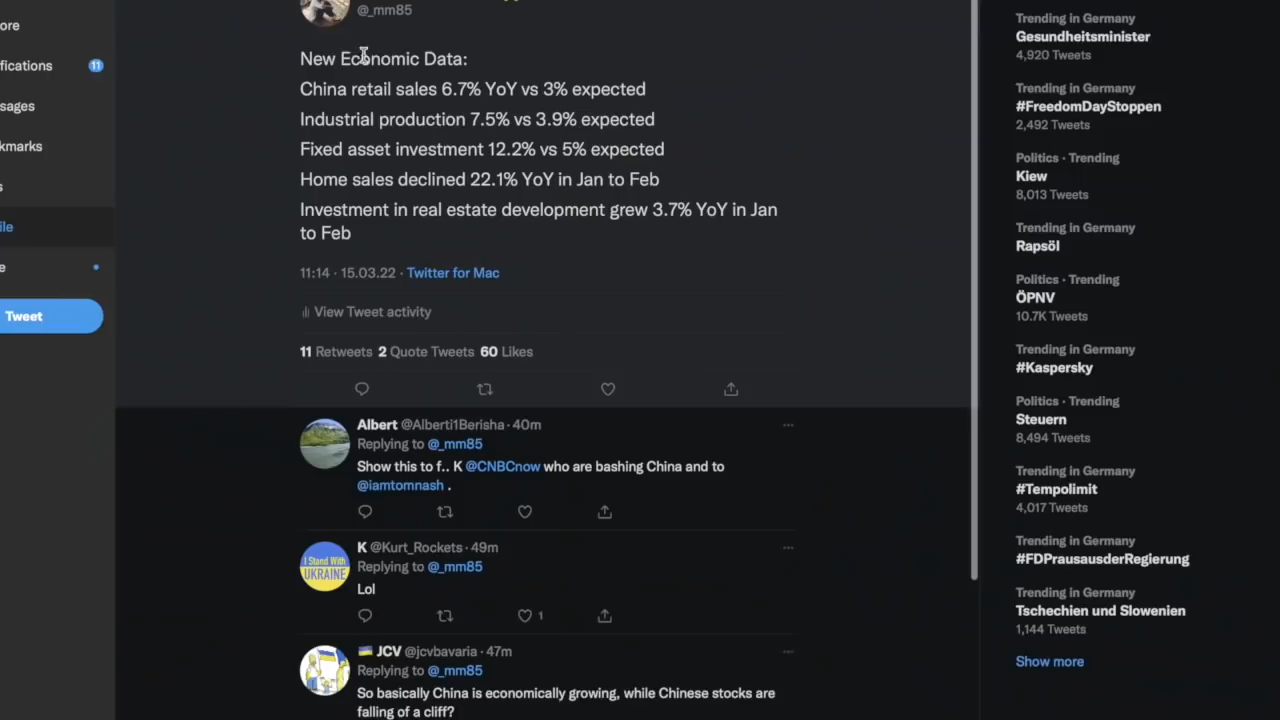 ore
ifications 11
sages
kmarks
s
ile
e
Tweet
@_mm85
New Economic Data:
China retail sales 6.7% YoY vs 3% expected
Industrial production 7.5% vs 3.9% expected
Fixed asset investment 12.2% vs 5% expected
Home sales declined 22.1% YoY in Jan to Feb
Investment in real estate development grew 3.7% YoY in Jan
to Feb
11:14 · 15.03.22 · Twitter for Mac
View Tweet activity
11 Retweets 2 Quote Tweets 60 Likes
Albert @Alberti1Berisha · 40m
Replying to @_mm85
Show this to f.. K @CNBCnow who are bashing China and to
@iamtomnash .
I Stand With
UKRAINE
K @Kurt_Rockets · 49m
Replying to @_mm85
Lol
1
JCV @jcvbavaria · 47m
Replying to @_mm85
So basically China is economically growing, while Chinese stocks are
falling of a cliff?
Trending in Germany
Gesundheitsminister
4,920 Tweets
Trending in Germany
#FreedomDayStoppen
2,492 Tweets
Politics · Trending
Kiew
8,013 Tweets
Trending in Germany
Rapsöl
Politics · Trending
ÖPNV
10.7K Tweets
Trending in Germany
#Kaspersky
Politics · Trending
Steuern
8,494 Tweets
Trending in Germany
#Tempolimit
4,017 Tweets
Trending in Germany
#FDPrausausderRegierung
Trending in Germany
Tschechien und Slowenien
1,144 Tweets
Show more